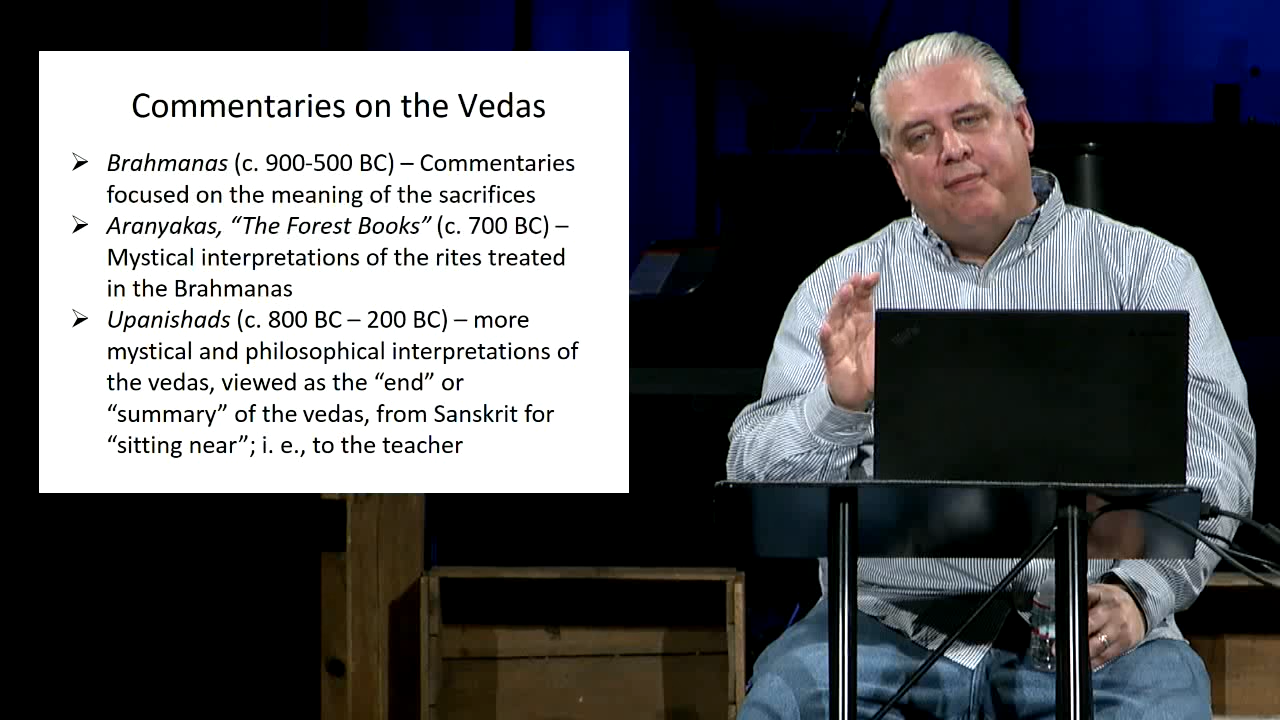 Commentaries on the Vedas
➢ Brahmanas (c. 900-500 BC) – Commentaries
focused on the meaning of the sacrifices
➢ Aranyakas, “The Forest Books” (c. 700 BC) –
Mystical interpretations of the rites treated
in the Brahmanas
➢ Upanishads (c. 800 BC – 200 BC) – more
mystical and philosophical interpretations of
the vedas, viewed as the “end” or
“summary” of the vedas, from Sanskrit for
“sitting near”; i. e., to the teacher